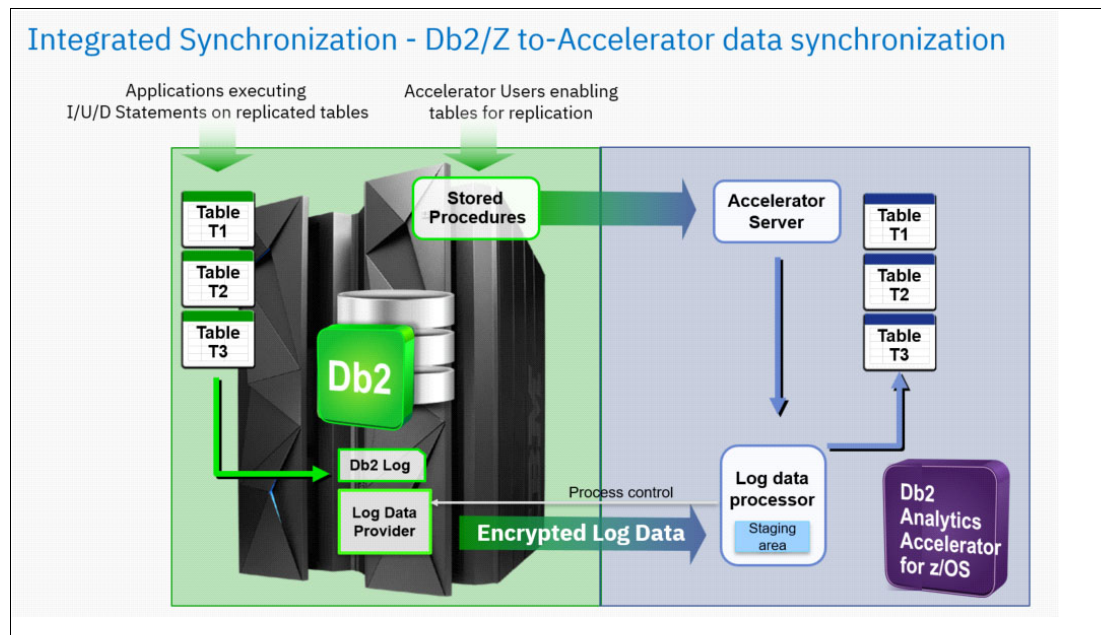 Integrated Synchronization - Db2/Z to-Accelerator data synchronization
Applications executing
I/U/D Statements on replicated tables
Accelerator Users enabling
tables for replication
Table
T1
Table
T2
Table
T3
Stored
Procedures
Db2
Db2 Log
Log Data
Provider
Accelerator
Server
Table
T1
Table
T2
Table
T3
Process control
Encrypted Log Data
Log data
processor
Staging
area
Db2
Analytics
Accelerator
for z/OS